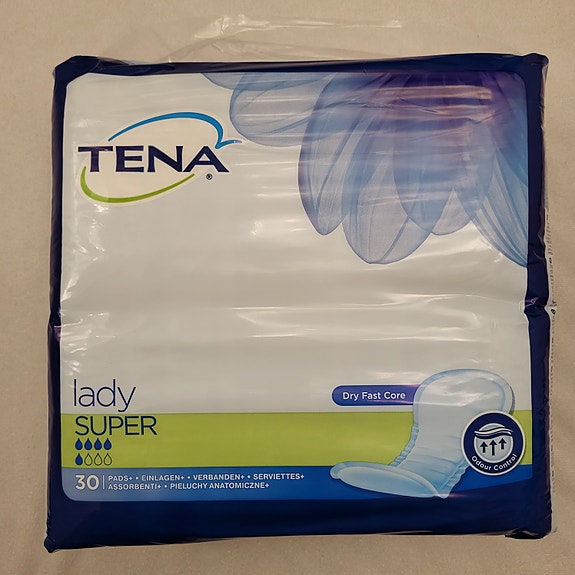 TENA®
lady
SUPER
Dry Fast Core
Odour Control
30 PADS+ • EINLAGEN+ • VERBANDEN+ • SERVIETTES+
ASSORBENTI+ • PIELUCHY ANATOMICZNE+